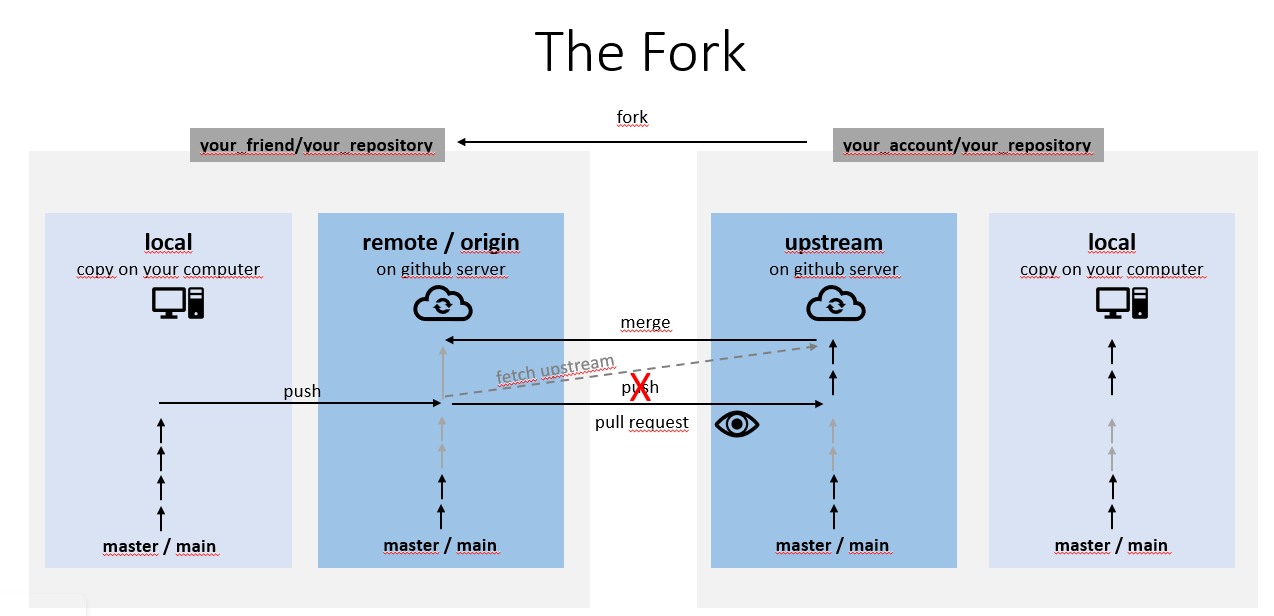 The Fork
fork
your_friend/your_repository
your_account/your_repository
local
copy on your computer
remote / origin
on github server
upstream
on github server
local
copy on your computer
merge
fetch upstream
push
push
X
pull request
master / main
master / main
master / main
master / main